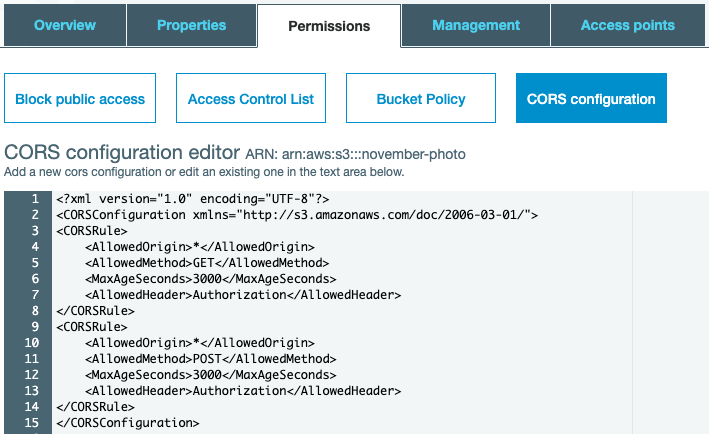 Overview Properties Permissions Management Access points
Block public access Access Control List Bucket Policy CORS configuration
CORS configuration editor ARN: arn:aws:s3:::november-photo
Add a new cors configuration or edit an existing one in the text area below.
1 <?xml version="1.0" encoding="UTF-8"?>
2 <CORSConfiguration xmlns="http://s3.amazonaws.com/doc/2006-03-01/">
3 <CORSRule>
4     <AllowedOrigin>*</AllowedOrigin>
5     <AllowedMethod>GET</AllowedMethod>
6     <MaxAgeSeconds>3000</MaxAgeSeconds>
7     <AllowedHeader>Authorization</AllowedHeader>
8 </CORSRule>
9 <CORSRule>
10     <AllowedOrigin>*</AllowedOrigin>
11     <AllowedMethod>POST</AllowedMethod>
12     <MaxAgeSeconds>3000</MaxAgeSeconds>
13     <AllowedHeader>Authorization</AllowedHeader>
14 </CORSRule>
15 </CORSConfiguration>